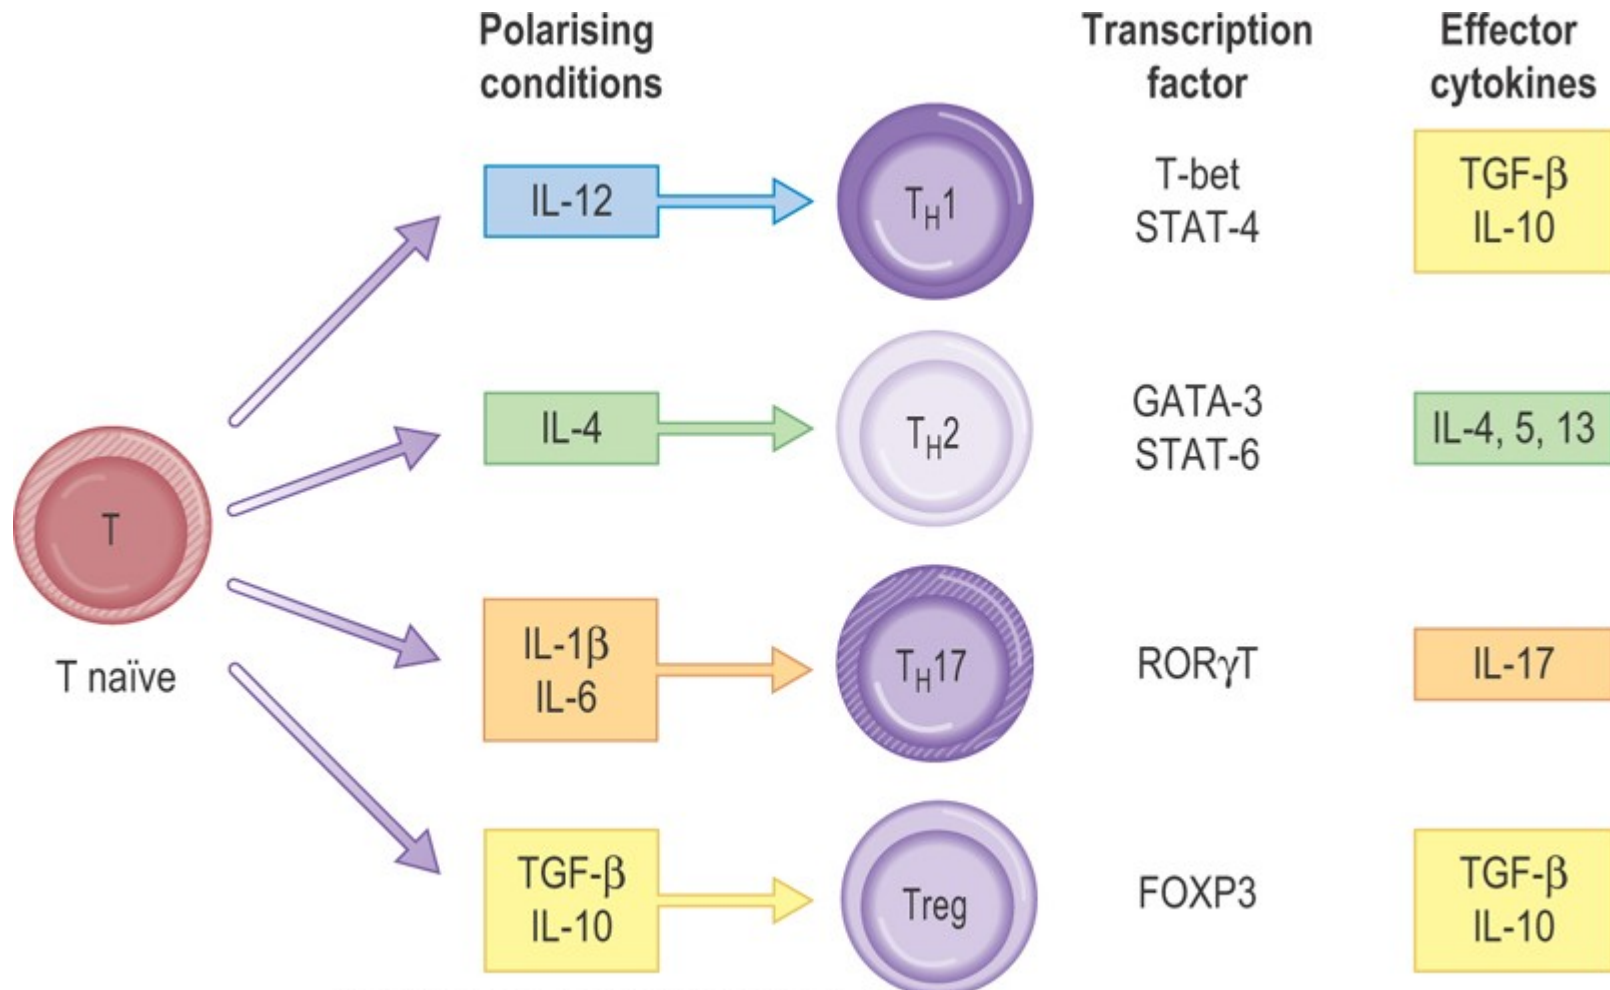 Polarising
conditions
Transcription
factor
Effector
cytokines
IL-12
TH1
T-bet
STAT-4
TGF-β
IL-10
IL-4
TH2
GATA-3
STAT-6
IL-4, 5, 13
T
T naïve
IL-1β
IL-6
TH17
RORγT
IL-17
TGF-β
IL-10
Treg
FOXP3
TGF-β
IL-10